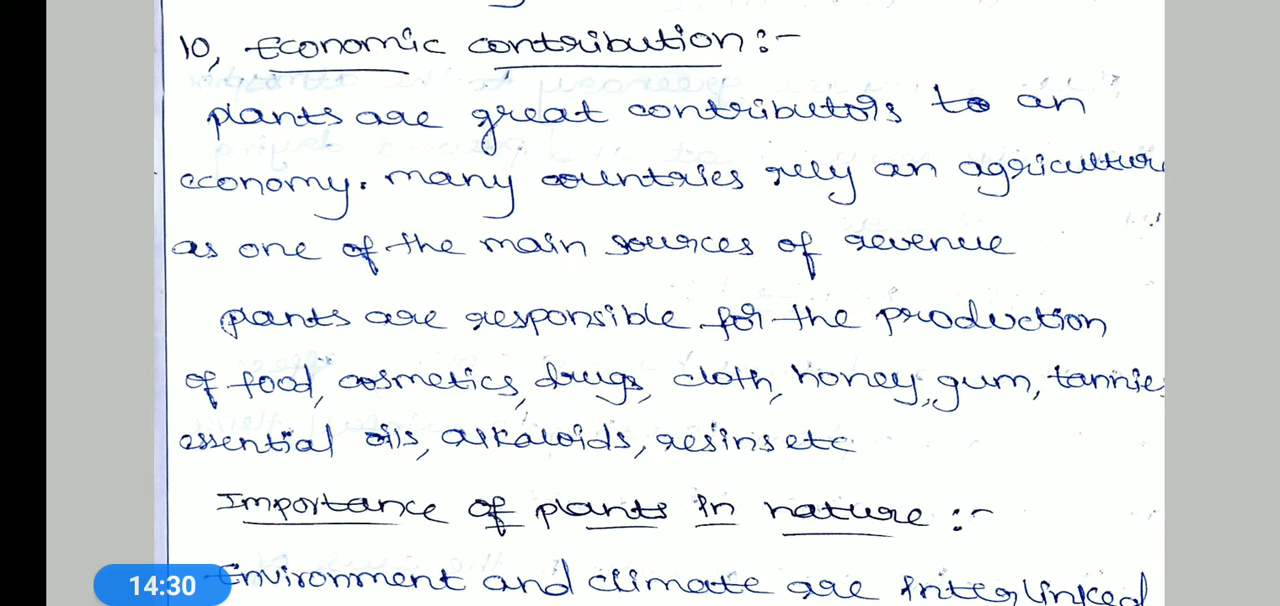 10, Economic contribution :-
plants are great contributors to an
economy. many countries rely an agricultur
as one of the main sources of revenue
plants are responsible for the production
of food, cosmetics, drugs, cloth, honey, gum, tannie
essential oils, alkaloids, resins etc
Importance of plants in nature :-
14:30
Environment and climate are interlinked